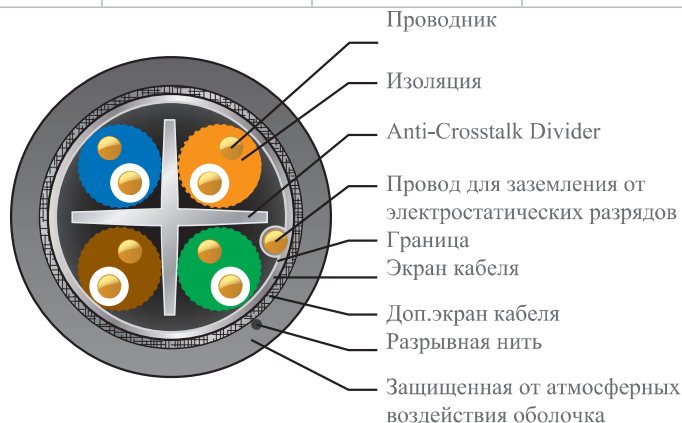 Проводник
Изоляция
Anti-Crosstalk Divider
Провод для заземления от
электростатических разрядов
Граница
Экран кабеля
Доп.экран кабеля
Разрывная нить
Защищенная от атмосферных
воздействия оболочка